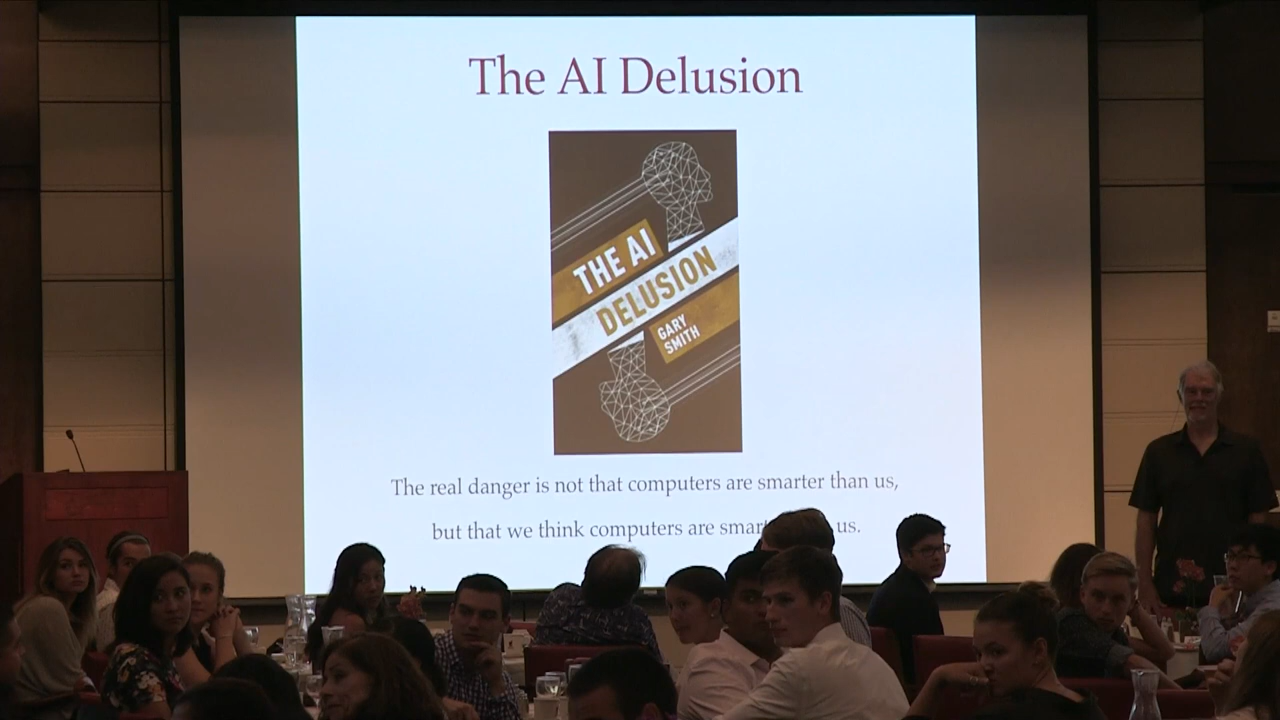 The AI Delusion
THE AI
DELUSION
GARY
SMITH
The real danger is not that computers are smarter than us,
but that we think computers are us.